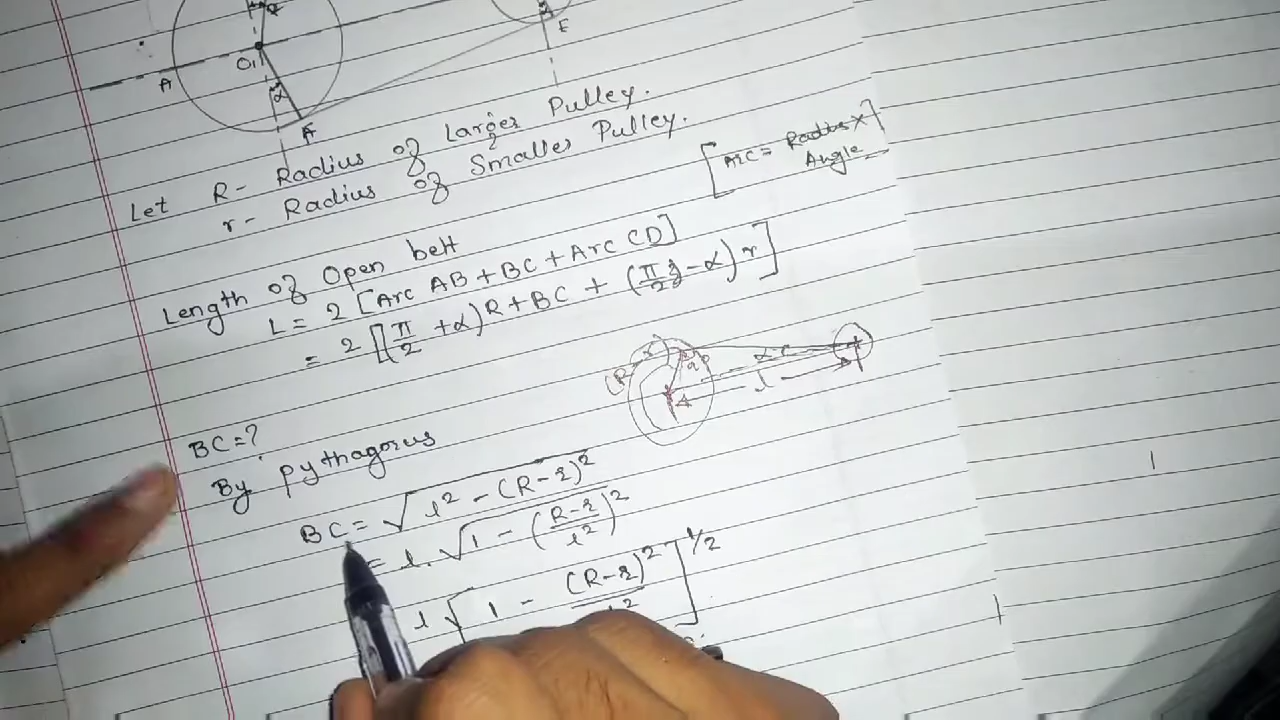 O₁
α
E
A
F
Let R- Radius of Larger Pulley.
r- Radius of Smaller Pulley.
[Arc = Radius × Angle]
Length of Open belt
L = 2 [Arc AB + BC + Arc CD]
= 2 [(π/2 + α) R + BC + (π/2 - α) r]
BC = ?
By pythagorus
BC = √l² - (R-r)²
= l. √1 - (R-r/l²)²
l √1 - (R-r)²/l² ]^1/2